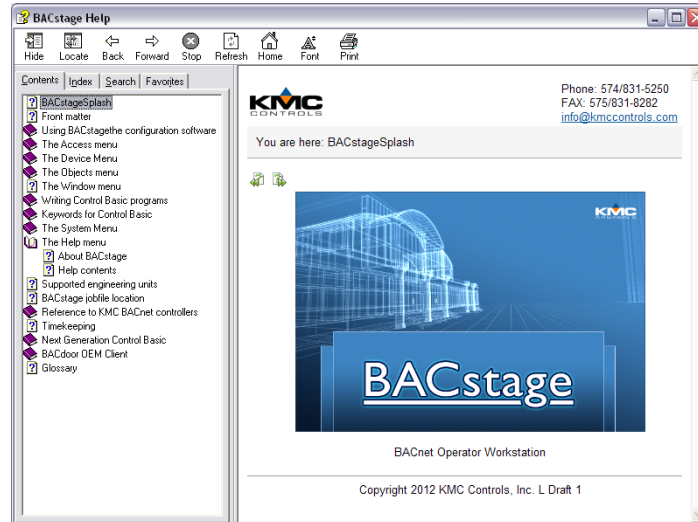 BACstage Help
Hide Locate Back Forward Stop Refresh Home Font Print
Contents Index Search Favorites
BACstageSplash
Front matter
Using BACstagethe configuration software
The Access menu
The Device Menu
The Objects menu
The Window menu
Writing Control Basic programs
Keywords for Control Basic
The System Menu
The Help menu
About BACstage
Help contents
Supported engineering units
BACstage jobfile location
Reference to KMC BACnet controllers
Timekeeping
Next Generation Control Basic
BACdoor OEM Client
Glossary
KMC
CONTROLS
Phone: 574/831-5250
FAX: 575/831-8282
info@kmccontrols.com
You are here: BACstageSplash
KMC
CONTROLS
BACstage
BACnet Operator Workstation
Copyright 2012 KMC Controls, Inc. L Draft 1